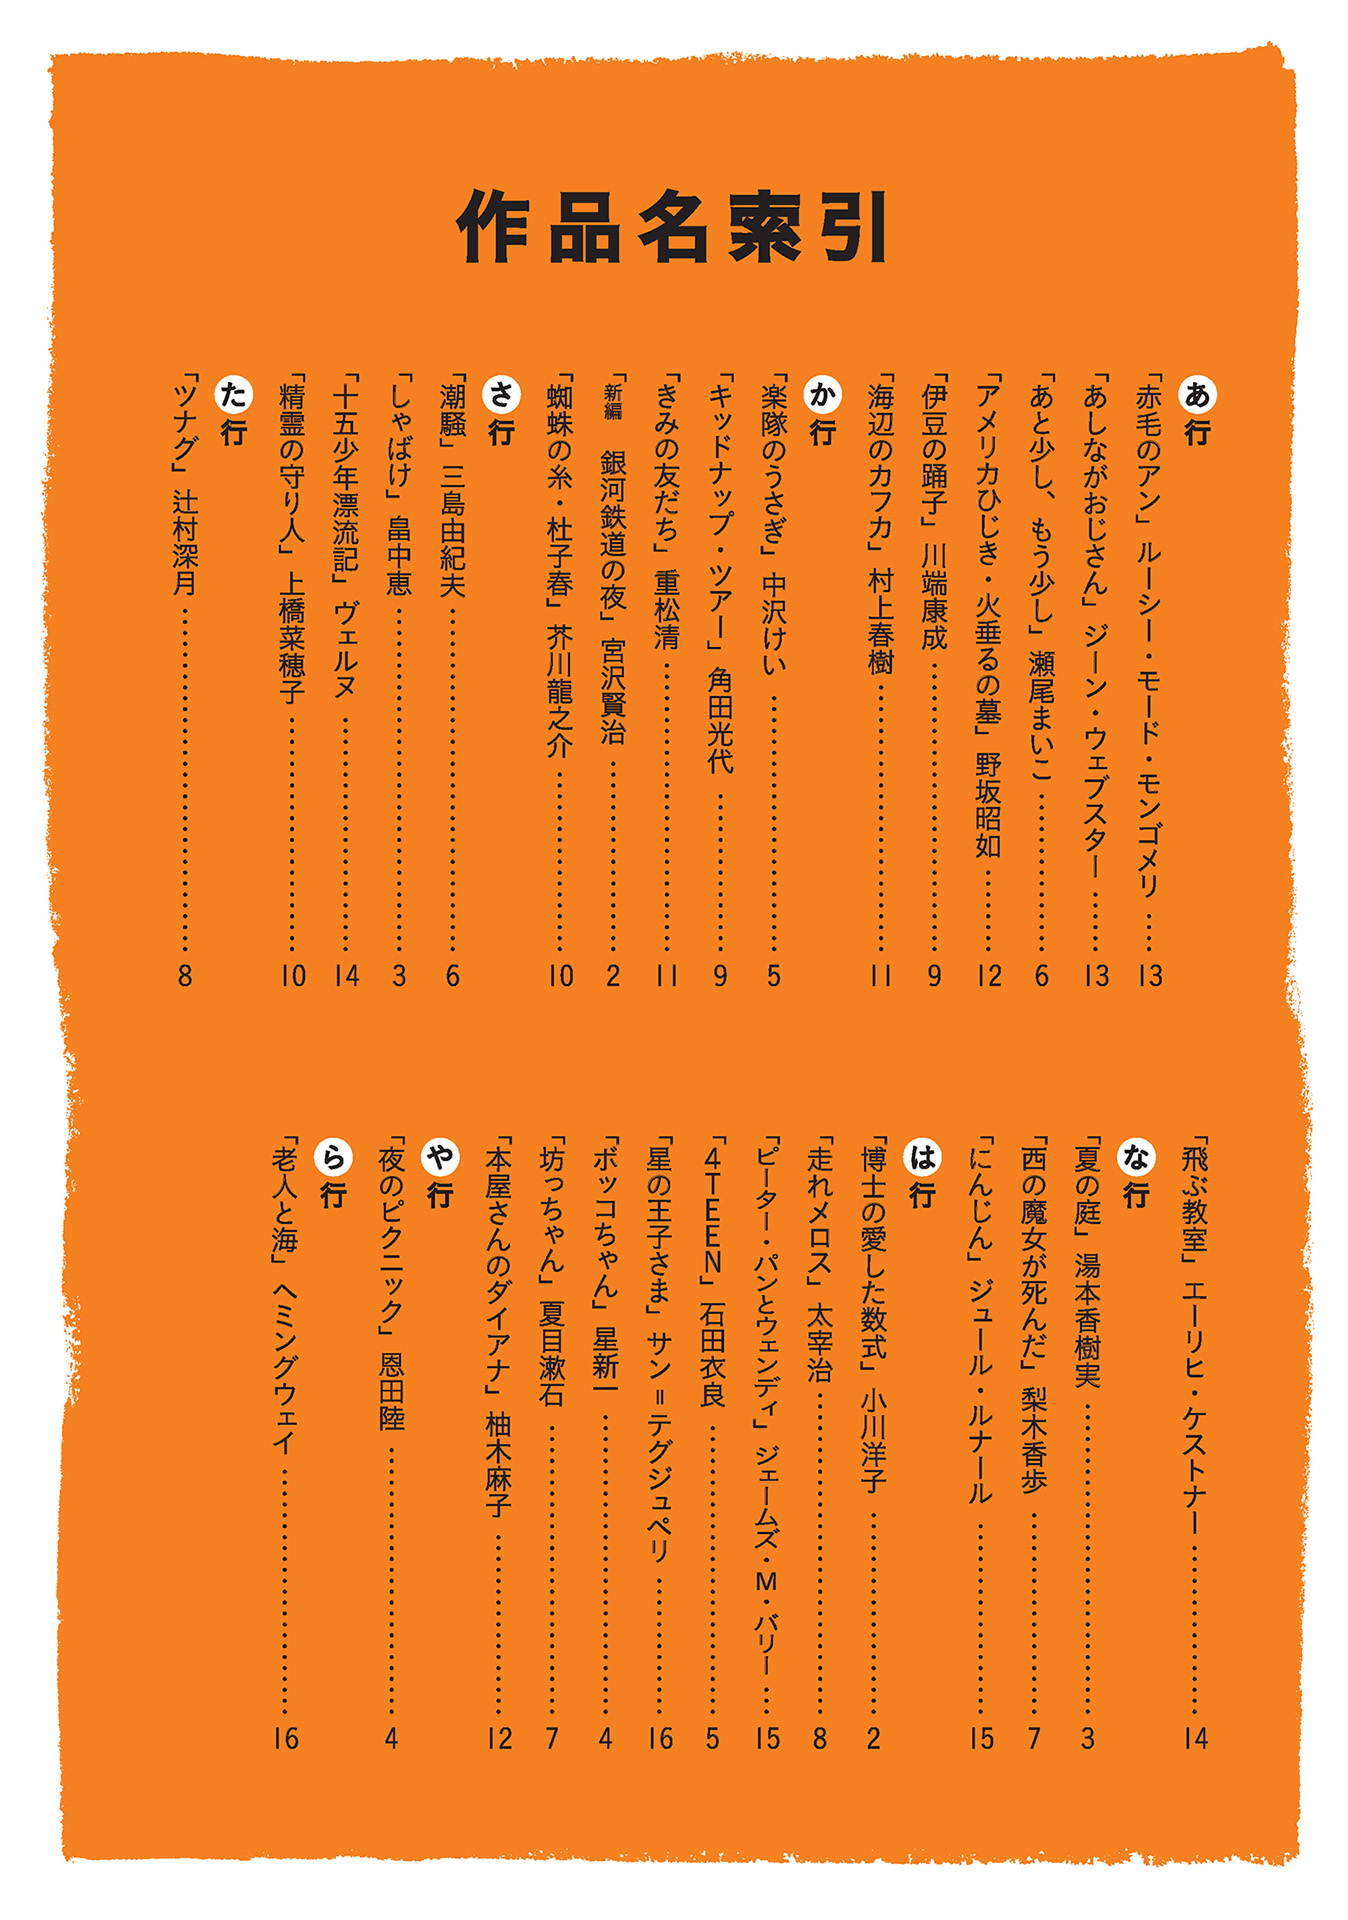 作品名索引
あ行
「赤毛のアン」ルーシー・モード・モンゴメリ…13
「あしながおじさん」ジーン・ウェブスター…13
「あと少し、もう少し」瀬尾まいこ…6
「アメリカひじき・火垂るの墓」野坂昭如…12
「伊豆の踊子」川端康成…9
「海辺のカフカ」村上春樹…11
か行
「楽隊のうさぎ」中沢けい…5
「キッドナップ・ツアー」角田光代…9
「きみの友だち」重松清…11
「新編 銀河鉄道の夜」宮沢賢治…2
「蜘蛛の糸・杜子春」芥川龍之介…10
さ行
「潮騒」三島由紀夫…6
「しゃばけ」畠中恵…3
「十五少年漂流記」ヴェルヌ…14
「精霊の守り人」上橋菜穂子…10
た行
「ツナグ」辻村深月…8
「飛ぶ教室」エーリヒ・ケストナー…14
な行
「夏の庭」湯本香樹実…3
「西の魔女が死んだ」梨木香歩…7
「にんじん」ジュール・ルナール…15
は行
「博士の愛した数式」小川洋子…2
「走れメロス」太宰治…8
「ピーター・パンとウェンディ」ジェームズ・M・バリー…15
「4TEEN」石田衣良…5
「星の王子さま」サン=テグジュペリ…16
「ボッコちゃん」星新一…4
「坊っちゃん」夏目漱石…7
「本屋さんのダイアナ」柚木麻子…12
や行
「夜のピクニック」恩田陸…4
ら行
「老人と海」ヘミングウェイ…16